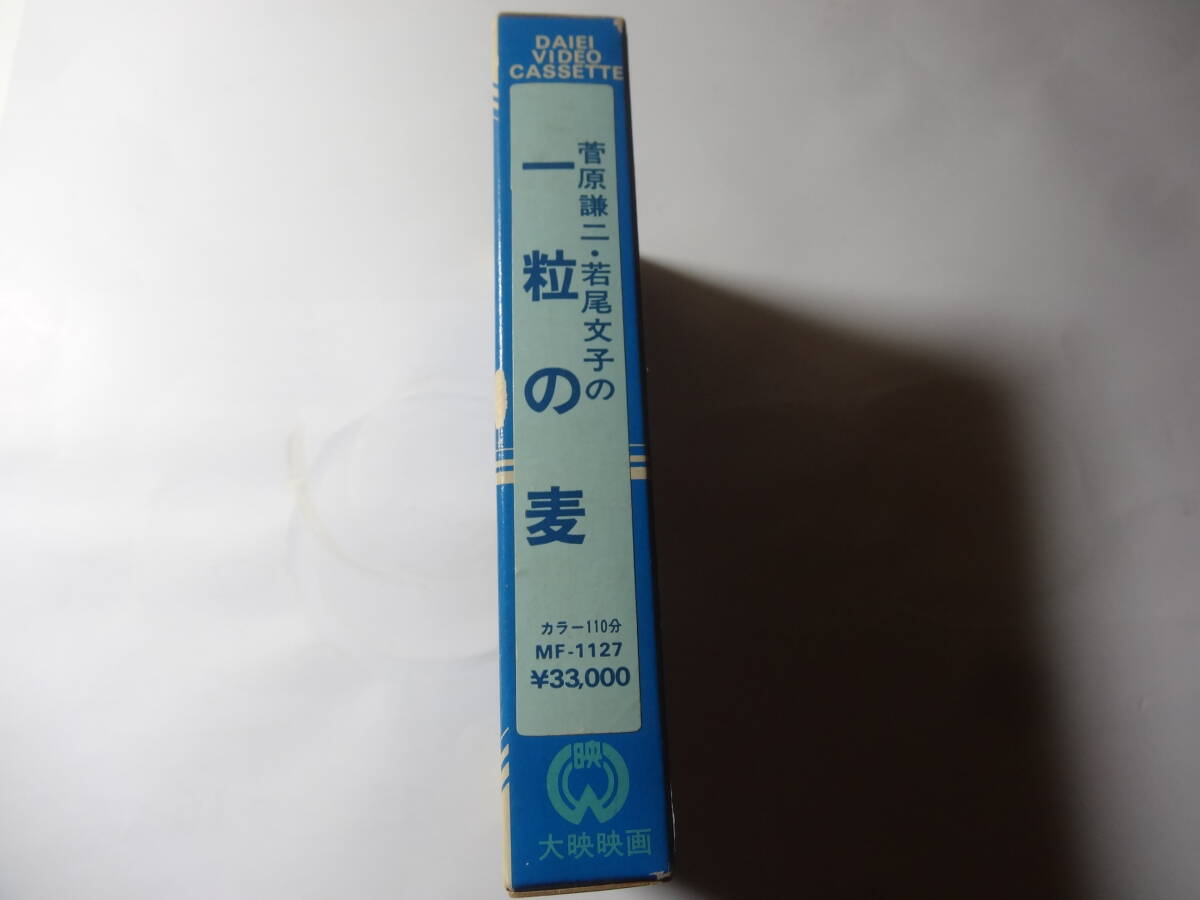 DAIEI
VIDEO
CASSETTE
菅原謙二・若尾文子の
一粒の麦
カラー110分
MF-1127
¥33,000
映
大映映画